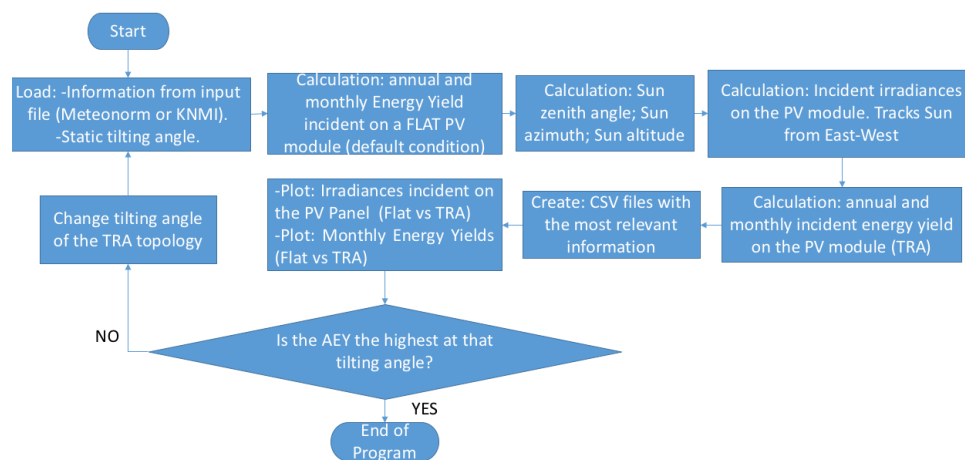 Start
Load: -Information from input
file (Meteonorm or KNMI).
-Static tilting angle.
Calculation: annual and
monthly Energy Yield
incident on a FLAT PV
module (default condition)
Calculation: Sun
zenith angle; Sun
azimuth; Sun altitude
Calculation: Incident irradiances
on the PV module. Tracks Sun
from East-West
Calculation: annual and
monthly incident energy yield
on the PV module (TRA)
Create: CSV files with
the most relevant
information
-Plot: Irradiances incident on
the PV Panel (Flat vs TRA)
-Plot: Monthly Energy Yields
(Flat vs TRA)
Is the AEY the highest at that
tilting angle?
NO
Change tilting angle
of the TRA topology
YES
End of
Program